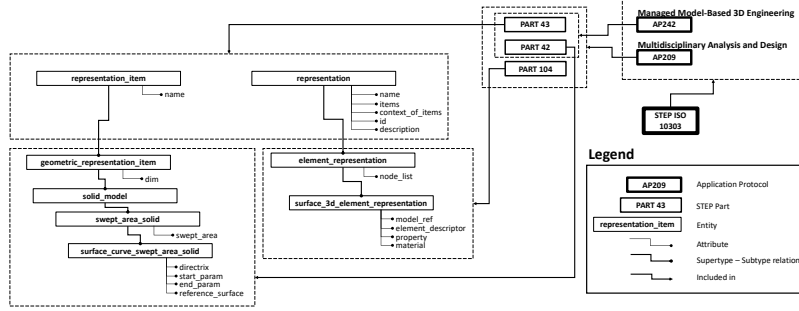 Managed Model-Based 3D Engineering
PART 43
AP242
Multidisciplinary Analysis and Design
PART 42
AP209
PART 104
representation_item
name
representation
name
items
context_of_items
id
description
STEP ISO
10303
geometric_representation_item
dim
solid_model
swept_area_solid
swept_area
surface_curve_swept_area_solid
directrix
start_param
end_param
reference_surface
element_representation
node_list
surface_3d_element_representation
model_ref
element_descriptor
property
material
Legend
AP209
Application Protocol
PART 43
STEP Part
representation_item
Entity
Attribute
Supertype – Subtype relation
Included in